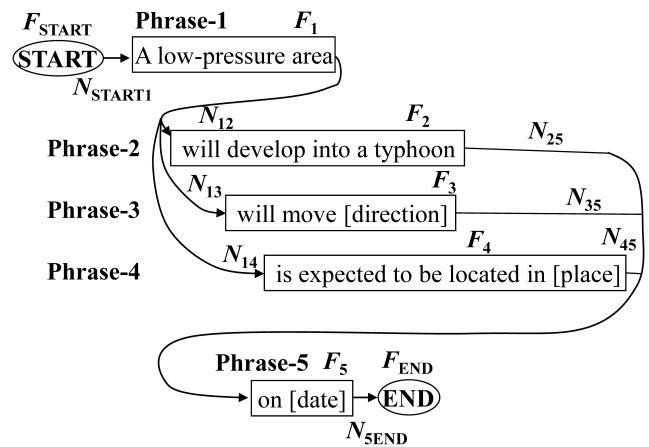 F_START Phrase-1 F_1
START A low-pressure area
N_START1
N_12 F_2 N_25
Phrase-2 will develop into a typhoon
N_13 F_3 N_35
Phrase-3 will move [direction]
N_14 F_4 N_45
Phrase-4 is expected to be located in [place]
Phrase-5 F_5 F_END
on [date] END
N_5END